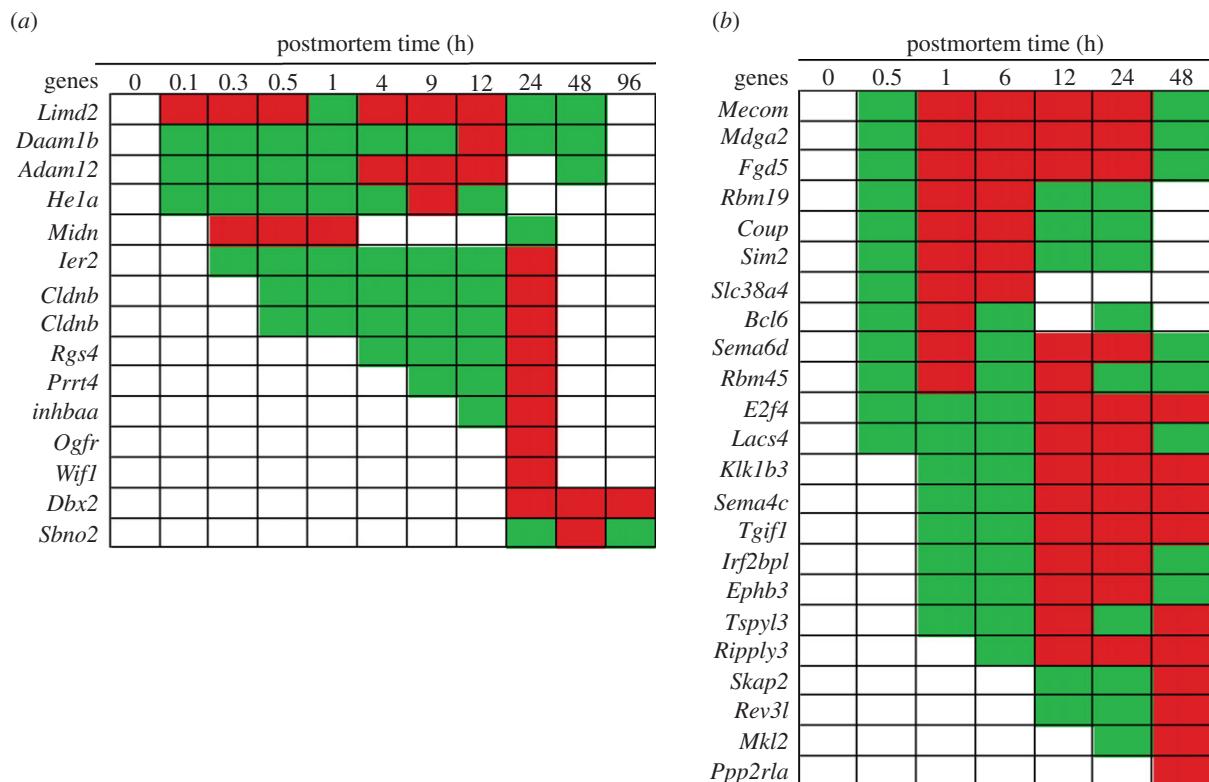 (a)
postmortem time (h)
genes 0 0.1 0.3 0.5 1 4 9 12 24 48 96
Limd2
Daam1b
Adam12
He1a
Midn
Ier2
Cldnb
Cldnb
Rgs4
Prrt4
inhbaa
Ogfr
Wif1
Dbx2
Sbno2
(b)
postmortem time (h)
genes 0 0.5 1 6 12 24 48
Mecom
Mdga2
Fgd5
Rbm19
Coup
Sim2
Slc38a4
Bcl6
Sema6d
Rbm45
E2f4
Lacs4
Klk1b3
Sema4c
Tgif1
Irf2bpl
Ephb3
Tspyl3
Ripply3
Skap2
Rev3l
Mkl2
Ppp2rla